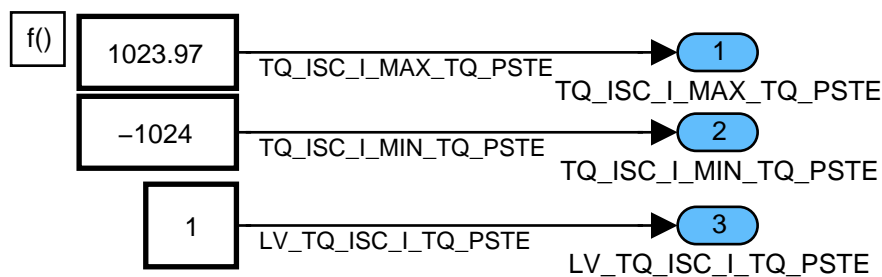 f()
1023.97
TQ_ISC_I_MAX_TQ_PSTE
1
TQ_ISC_I_MAX_TQ_PSTE
−1024
TQ_ISC_I_MIN_TQ_PSTE
2
TQ_ISC_I_MIN_TQ_PSTE
1
LV_TQ_ISC_I_TQ_PSTE
3
LV_TQ_ISC_I_TQ_PSTE